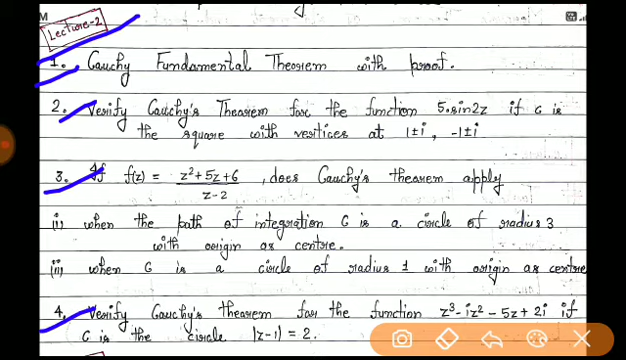 M
Lecture-2
1. Cauchy Fundamental Theorem with proof.
2. Verify Cauchy's Theorem for the function 5.sin2z if c is
the square with vertices at 1±i, -1±i
3. If f(z) = z²+5z+6 / z-2, does Cauchy's theorem apply
(i) when the path of integration C is a circle of radius 3
with origin as centre.
(ii) when C is a circle of radius 1 with origin as centre
4. Verify Cauchy's theorem for the function z³-iz²-5z+2i if
C is the circle |z-1| = 2.